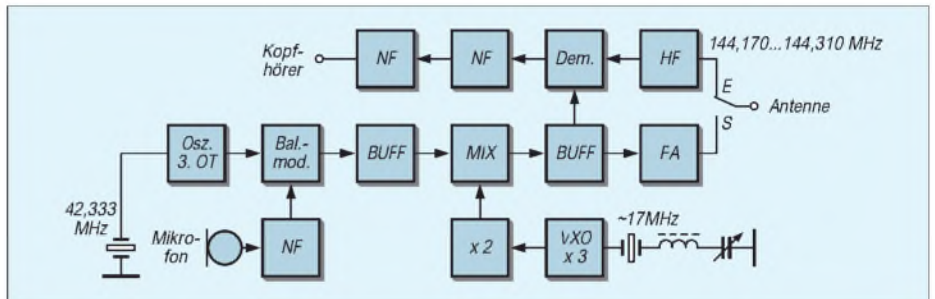 Kopf-
hörer
NF
NF
Dem.
HF
144,170...144,310 MHz
E
Antenne
S
Osz.
3. OT
Bal.-
mod.
BUFF
MIX
BUFF
FA
42,333
MHz
Mikro-
fon
NF
x 2
VXO
x 3
~17MHz